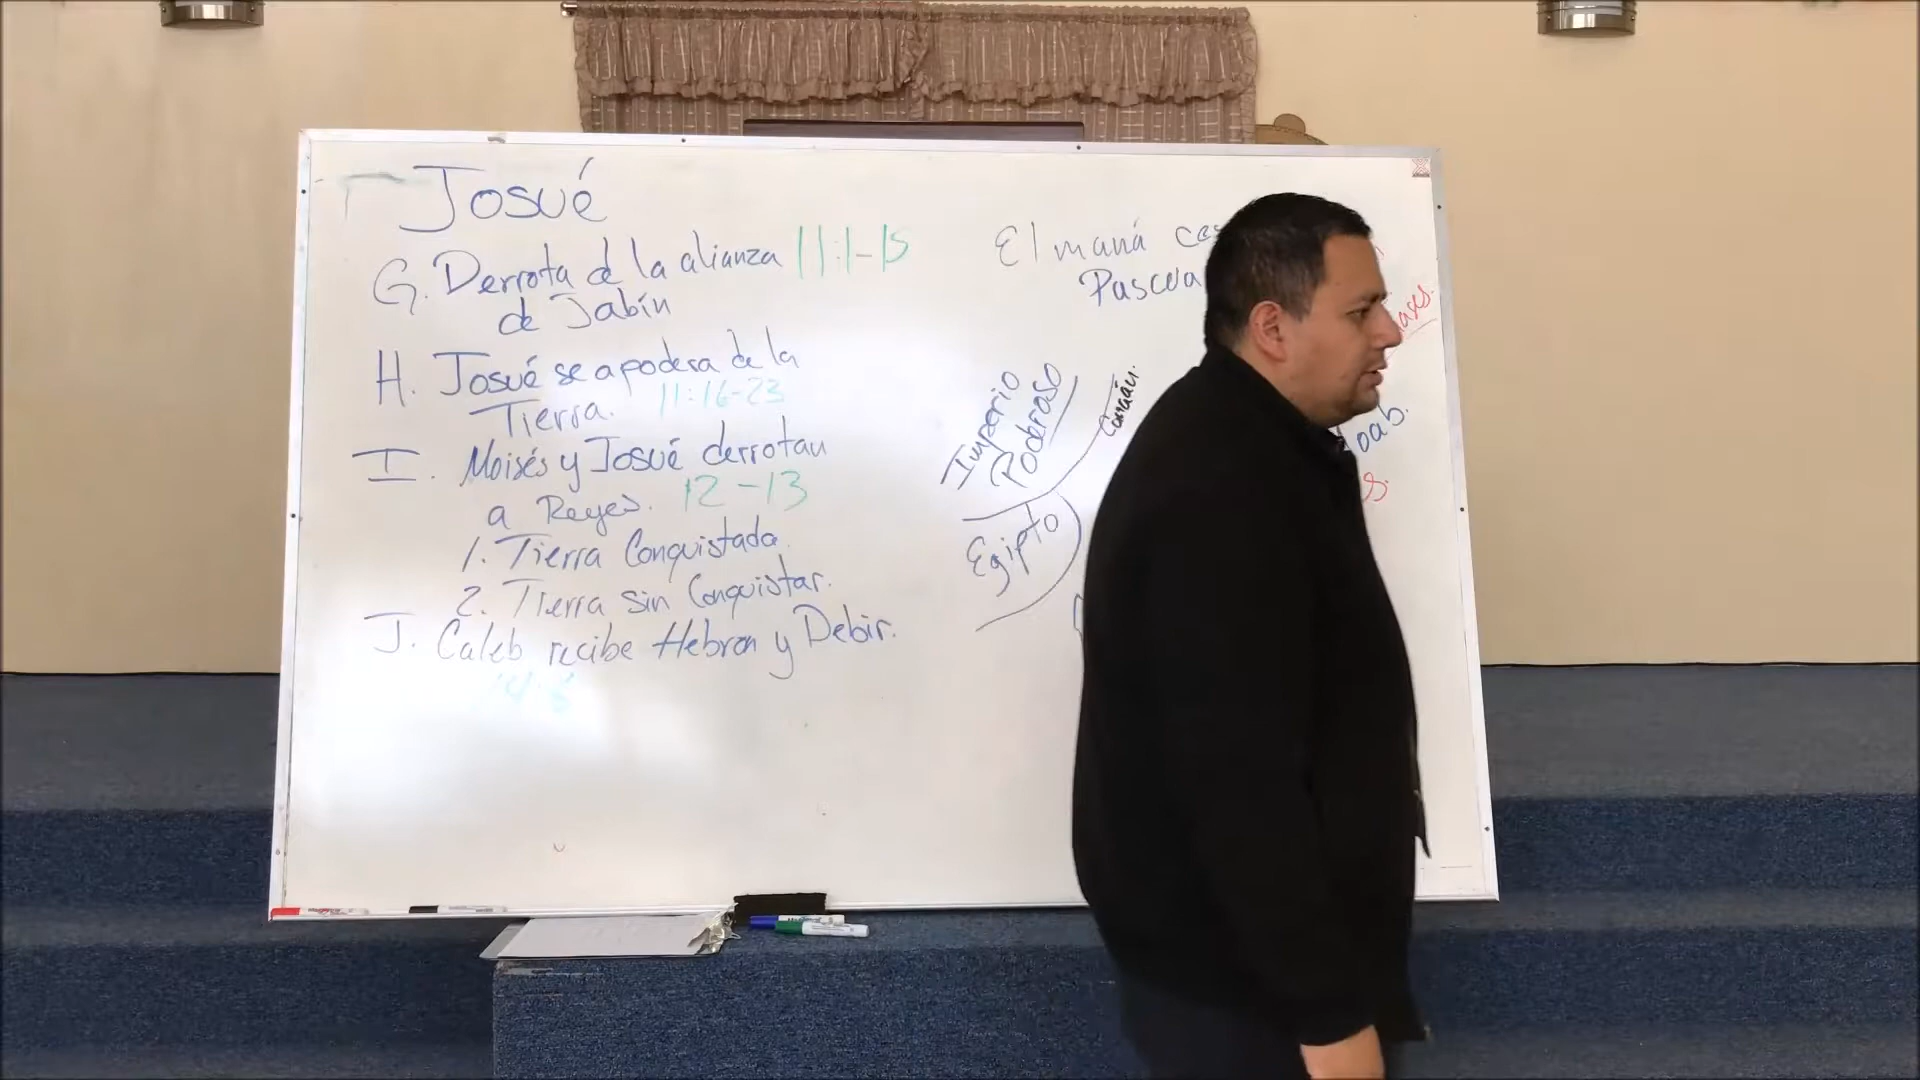 Josué
G. Derrota de la alianza 11:1-15
de Jabín
H. Josué se apodera de la
Tierra. 11:16-23
I. Moisés y Josué derrotan
a Reyes. 12-13
1. Tierra Conquistada.
2. Tierra sin Conquistar.
J. Caleb recibe Hebron y Debir.
El maná
Pascua
Imperio
Poderoso
Canaán.
Egipto